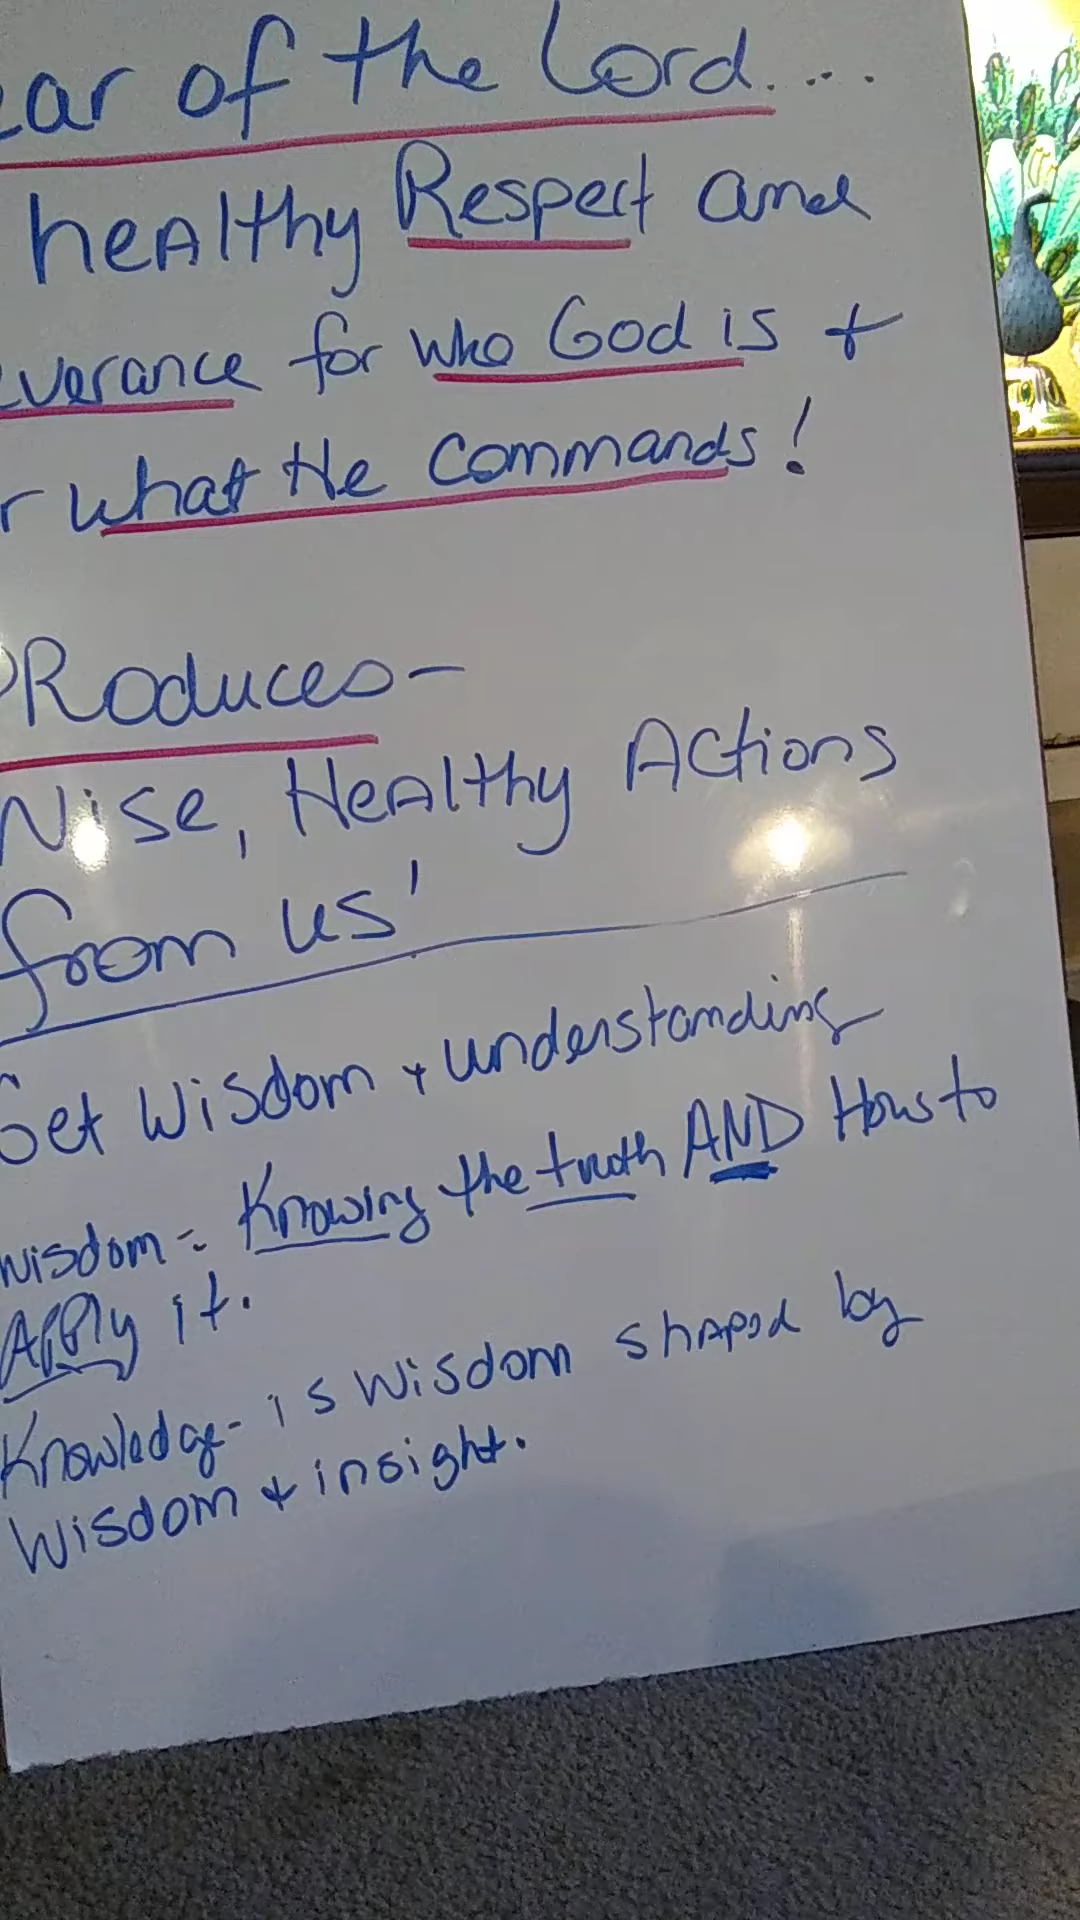 ear of the Lord....
healthy Respect and
verance for who God is +
r what He Commands!
PRoduces-
Wise, HeAlthy Actions
from us'
Get Wisdom + understanding
wisdom = Knowing the truth AND How to
Apply it.
Knowledge- is wisdom shaped by
Wisdom + insight.